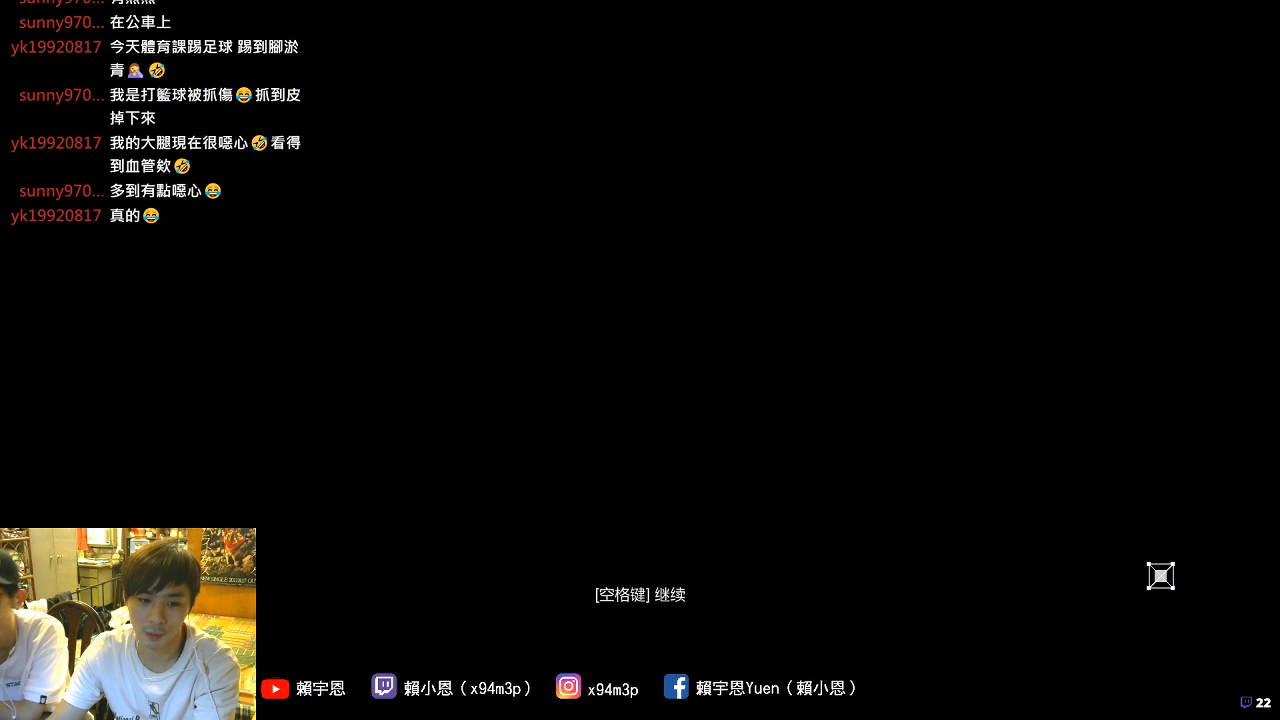 sunny970... 在公車上
yk19920817 今天體育課踢足球 踢到腳淤
青🤦‍♀️🤣
sunny970... 我是打籃球被抓傷😂抓到皮
掉下來
yk19920817 我的大腿現在很噁心🤣看得
到血管欸🤣
sunny970... 多到有點噁心😂
yk19920817 真的😂
[空格键] 继续
賴宇恩 賴小恩（x94m3p） x94m3p 賴宇恩Yuen（賴小恩）
22